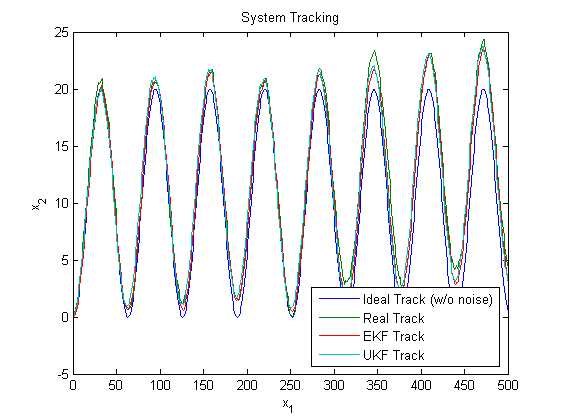 System Tracking
25
20
15
10
5
0
-5
x2
0 50 100 150 200 250 300 350 400 450 500
x1
Ideal Track (w/o noise)
Real Track
EKF Track
UKF Track